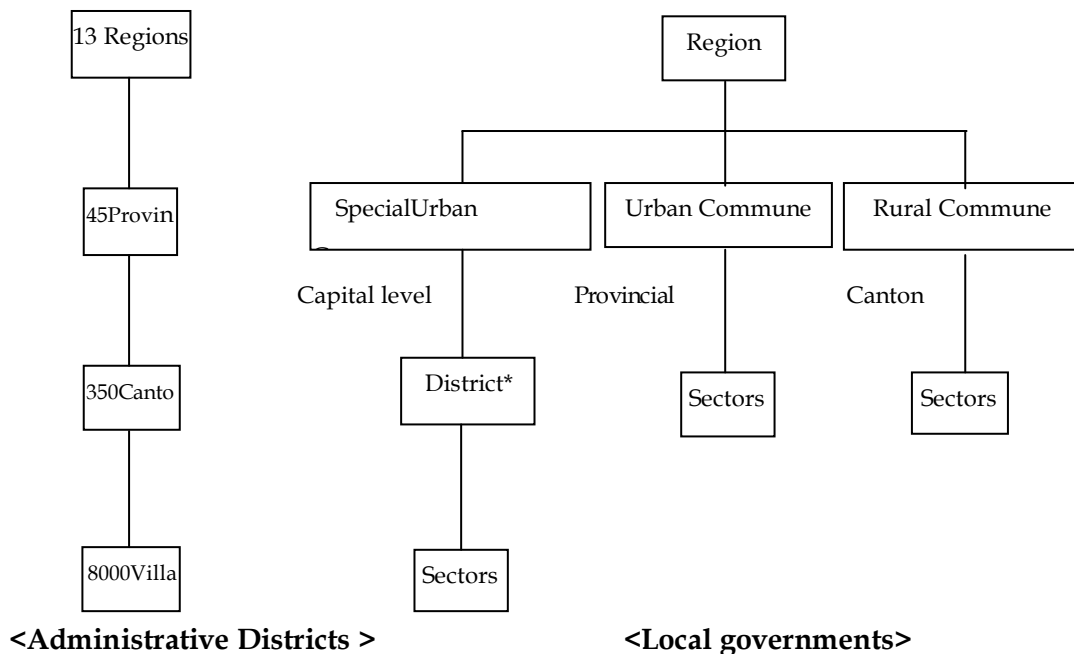 13 Regions
45Provin
350Canto
8000Villa
<Administrative Districts >
Region
SpecialUrban
Urban Commune
Rural Commune
Capital level
Provincial
Canton
District*
Sectors
Sectors
Sectors
<Local governments>